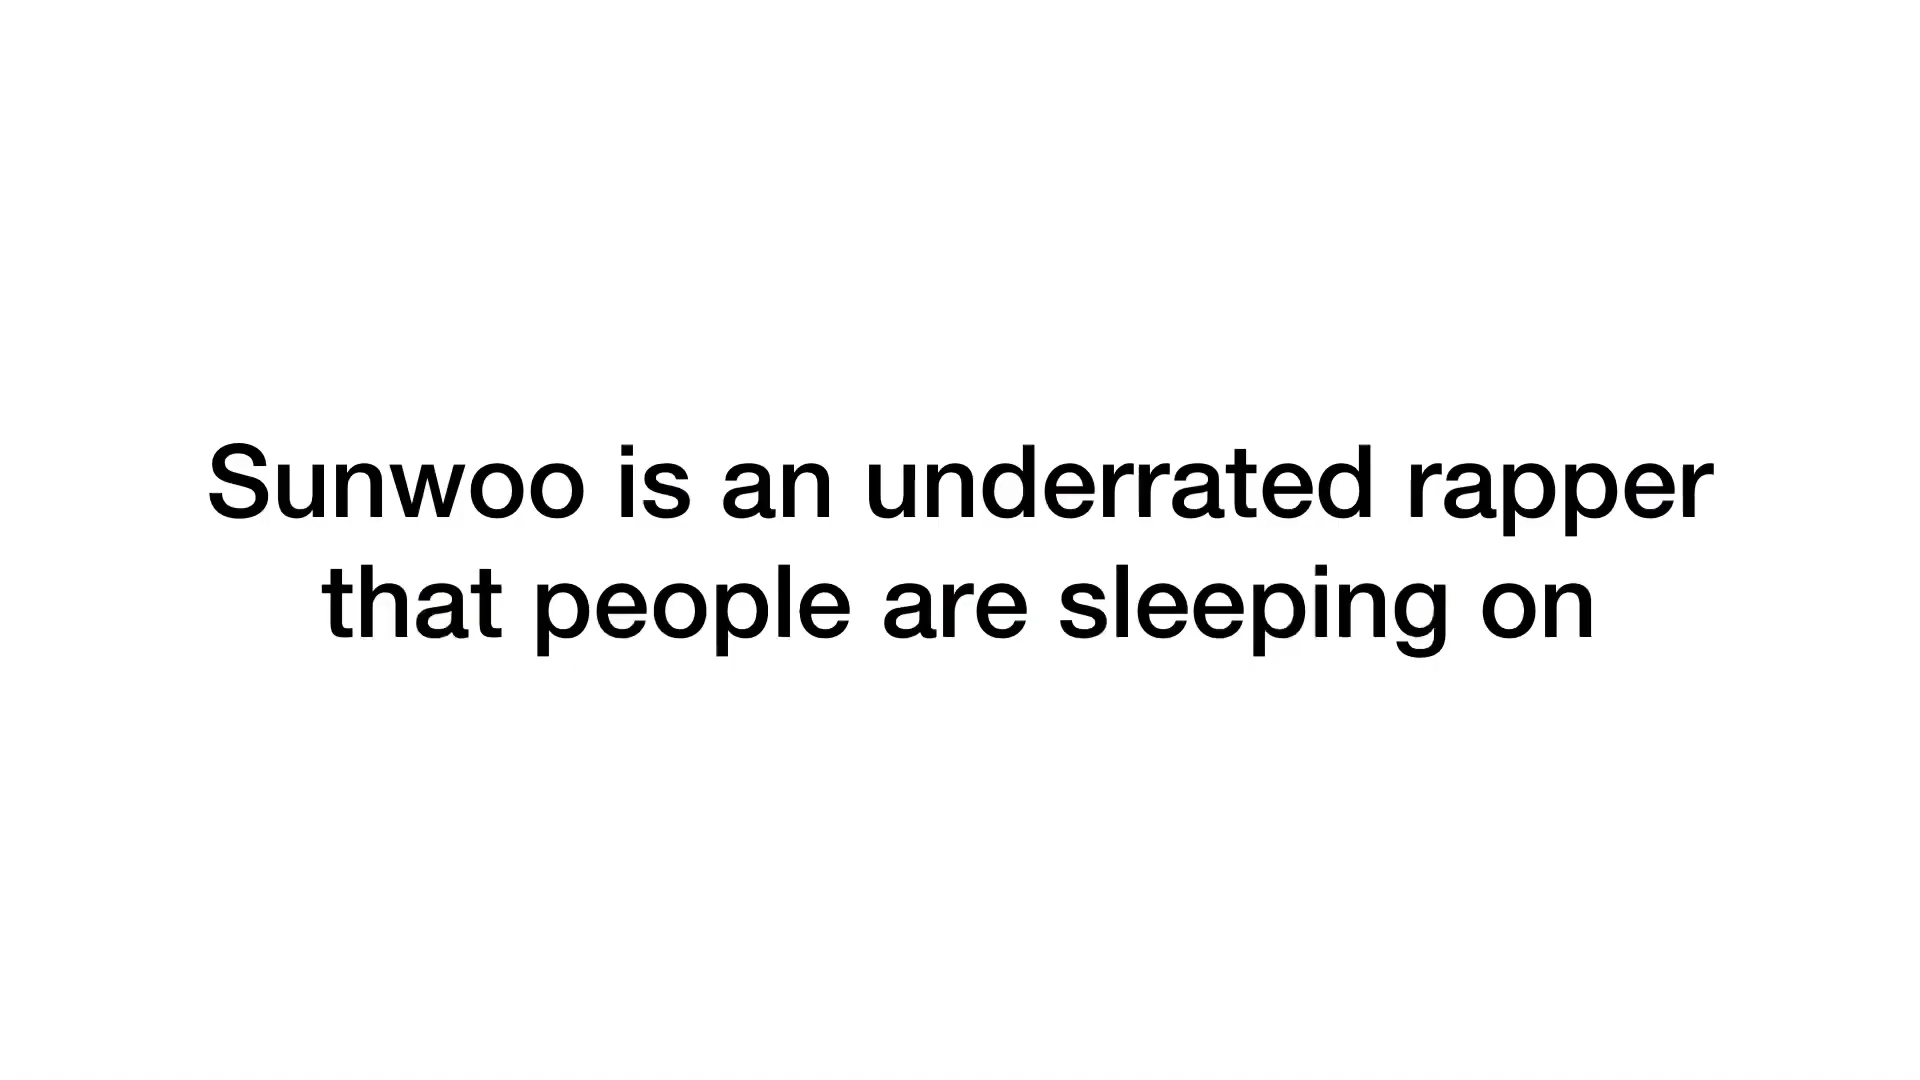 Sunwoo is an underrated rapper
that people are sleeping on